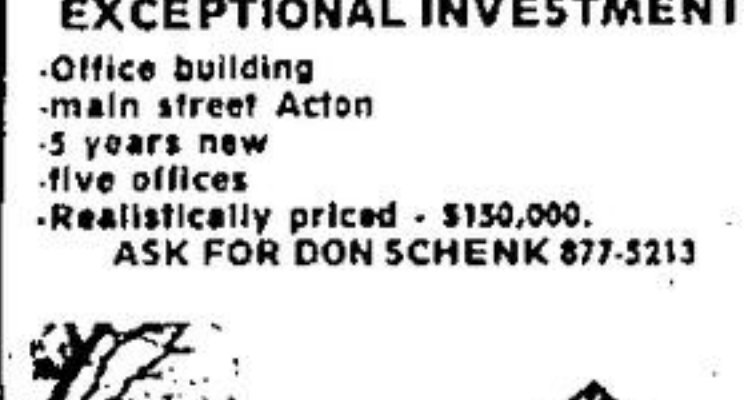 EXCEPTIONAL INVESTMENT
-Office building
-main street Acton
-5 years new
-five offices
-Realistically priced - $150,000.
ASK FOR DON SCHENK 877-5213